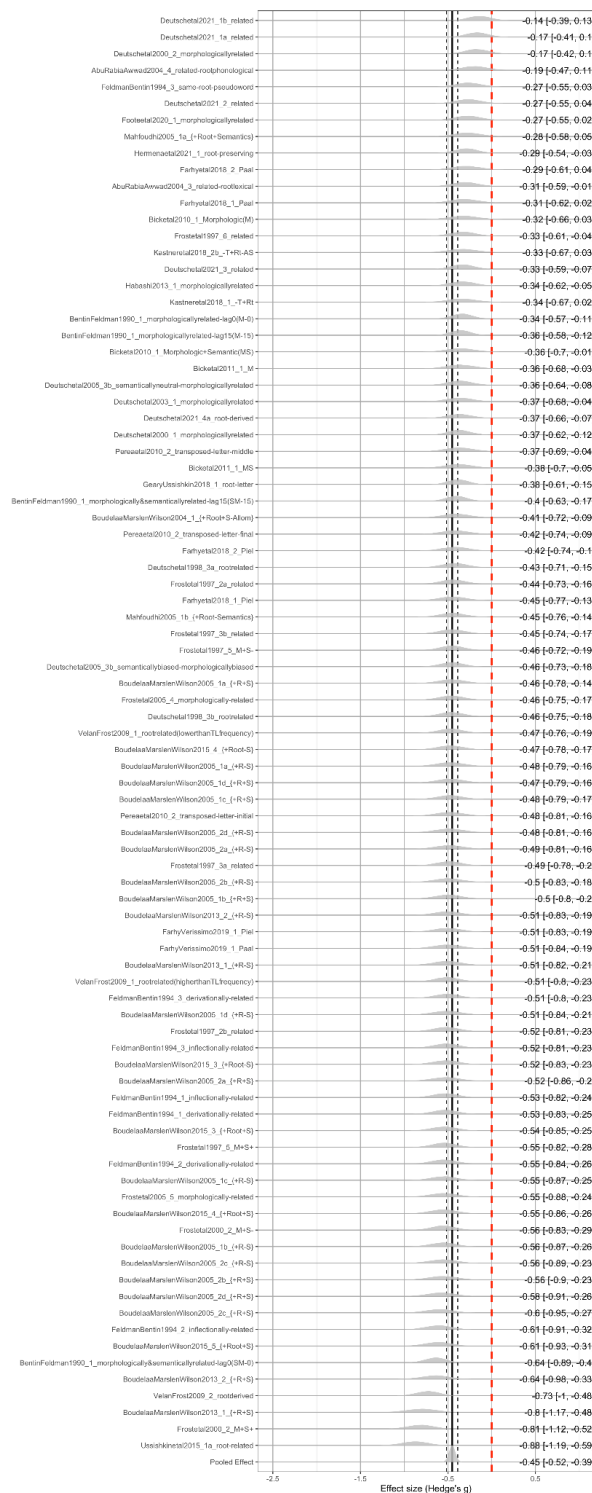 Deutschetal2021_1b_related -0.14 [-0.39, 0.13
Deutschetal2021_1a_related -0.17 [-0.41, 0.1
Deutschetal2000_2_morphologicallyrelated -0.17 [-0.42, 0.1
AbuRabiaAwwad2004_4_related-rootphonological -0.19 [-0.47, 0.11
FeldmanBentin1994_3_same-root-pseudoword -0.27 [-0.55, 0.03
Deutschetal2021_2_related -0.27 [-0.55, 0.04
Footeetal2020_1_morphologicallyrelated -0.27 [-0.55, 0.02
Mahfoudhi2005_1a_{+Root+Semantics} -0.28 [-0.58, 0.05
Hermenaetal2021_1_root-preserving -0.29 [-0.54, -0.03
Farhyetal2018_2_Paal -0.29 [-0.61, 0.04
AbuRabiaAwwad2004_3_related-rootlexical -0.31 [-0.59, -0.01
Farhyetal2018_1_Paal -0.31 [-0.62, 0.02
Bicketal2010_1_Morphologic(M) -0.32 [-0.66, 0.03
Frostetal1997_6_related -0.33 [-0.61, -0.04
Kastneretal2018_2b_-T+Rt-AS -0.33 [-0.67, 0.03
Deutschetal2021_3_related -0.33 [-0.59, -0.07
Habashi2013_1_morphologicallyrelated -0.34 [-0.62, -0.05
Kastneretal2018_1_-T+Rt -0.34 [-0.67, 0.02
BentinFeldman1990_1_morphologicallyrelated-lag0(M-0) -0.34 [-0.57, -0.11
BentinFeldman1990_1_morphologicallyrelated-lag15(M-15) -0.36 [-0.58, -0.12
Bicketal2010_1_Morphologic+Semantic(MS) -0.36 [-0.7, -0.01
Bicketal2011_1_M -0.36 [-0.68, -0.03
Deutschetal2005_3b_semanticallyneutral-morphologicallyrelated -0.36 [-0.64, -0.08
Deutschetal2003_1_morphologicallyrelated -0.37 [-0.68, -0.04
Deutschetal2021_4a_root-derived -0.37 [-0.66, -0.07
Deutschetal2000_1_morphologicallyrelated -0.37 [-0.62, -0.12
Pereaetal2010_2_transposed-letter-middle -0.37 [-0.69, -0.04
Bicketal2011_1_MS -0.38 [-0.7, -0.05
GearyUssishkin2018_1_root-letter -0.38 [-0.61, -0.15
BentinFeldman1990_1_morphologically&semanticallyrelated-lag15(SM-15) -0.4 [-0.63, -0.17
BoudelaaMarslenWilson2004_1_{+Root+S-Allom} -0.41 [-0.72, -0.09
Pereaetal2010_2_transposed-letter-final -0.42 [-0.74, -0.09
Farhyetal2018_2_Piel -0.42 [-0.74, -0.1
Deutschetal1998_3a_rootrelated -0.43 [-0.71, -0.15
Frostetal1997_2a_related -0.44 [-0.73, -0.16
Farhyetal2018_1_Piel -0.45 [-0.77, -0.13
Mahfoudhi2005_1b_{+Root-Semantics} -0.45 [-0.76, -0.14
Frostetal1997_3b_related -0.45 [-0.74, -0.17
Frostetal1997_5_M+S- -0.46 [-0.72, -0.19
Deutschetal2005_3b_semanticallybiased-morphologicallybiased -0.46 [-0.73, -0.18
BoudelaaMarslenWilson2005_1a_{+R+S} -0.46 [-0.78, -0.14
Frostetal2005_4_morphologically-related -0.46 [-0.75, -0.17
Deutschetal1998_3b_rootrelated -0.46 [-0.75, -0.18
VelanFrost2009_1_rootrelated(lowerthanTLfrequency) -0.47 [-0.76, -0.19
BoudelaaMarslenWilson2015_4_{+Root-S} -0.47 [-0.78, -0.17
BoudelaaMarslenWilson2005_1a_{+R-S} -0.48 [-0.79, -0.16
BoudelaaMarslenWilson2005_1d_{+R+S} -0.47 [-0.79, -0.16
BoudelaaMarslenWilson2005_1c_{+R+S} -0.48 [-0.79, -0.17
Pereaetal2010_2_transposed-letter-initial -0.48 [-0.81, -0.16
BoudelaaMarslenWilson2005_2d_{+R-S} -0.48 [-0.81, -0.16
BoudelaaMarslenWilson2005_2a_{+R-S} -0.49 [-0.81, -0.16
Frostetal1997_3a_related -0.49 [-0.78, -0.2
BoudelaaMarslenWilson2005_2b_{+R-S} -0.5 [-0.83, -0.18
BoudelaaMarslenWilson2005_1b_{+R+S} -0.5 [-0.8, -0.2
BoudelaaMarslenWilson2013_2_{+R-S} -0.51 [-0.83, -0.19
FarhyVerissimo2019_1_Piel -0.51 [-0.83, -0.19
FarhyVerissimo2019_1_Paal -0.51 [-0.84, -0.19
BoudelaaMarslenWilson2013_1_{+R-S} -0.51 [-0.82, -0.21
VelanFrost2009_1_rootrelated(higherthanTLfrequency) -0.51 [-0.8, -0.23
FeldmanBentin1994_3_derivationally-related -0.51 [-0.8, -0.23
BoudelaaMarslenWilson2005_1d_{+R-S} -0.51 [-0.84, -0.21
Frostetal1997_2b_related -0.52 [-0.81, -0.23
FeldmanBentin1994_3_inflectionally-related -0.52 [-0.81, -0.23
BoudelaaMarslenWilson2015_3_{+Root-S} -0.52 [-0.83, -0.23
BoudelaaMarslenWilson2005_2a_{+R+S} -0.52 [-0.86, -0.2
FeldmanBentin1994_1_inflectionally-related -0.53 [-0.82, -0.24
FeldmanBentin1994_1_derivationally-related -0.53 [-0.83, -0.25
BoudelaaMarslenWilson2015_3_{+Root+S} -0.54 [-0.85, -0.25
Frostetal1997_5_M+S+ -0.55 [-0.82, -0.28
FeldmanBentin1994_2_derivationally-related -0.55 [-0.84, -0.26
BoudelaaMarslenWilson2005_1c_{+R-S} -0.55 [-0.87, -0.25
Frostetal2005_5_morphologically-related -0.55 [-0.88, -0.24
BoudelaaMarslenWilson2015_4_{+Root+S} -0.55 [-0.86, -0.26
Frostetal2000_2_M+S- -0.56 [-0.83, -0.29
BoudelaaMarslenWilson2005_1b_{+R-S} -0.56 [-0.87, -0.26
BoudelaaMarslenWilson2005_2c_{+R-S} -0.56 [-0.89, -0.23
BoudelaaMarslenWilson2005_2b_{+R+S} -0.56 [-0.9, -0.23
BoudelaaMarslenWilson2005_2d_{+R+S} -0.58 [-0.91, -0.26
BoudelaaMarslenWilson2005_2c_{+R+S} -0.6 [-0.95, -0.27
FeldmanBentin1994_2_inflectionally-related -0.61 [-0.91, -0.32
BoudelaaMarslenWilson2015_5_{+Root+S} -0.61 [-0.93, -0.31
BentinFeldman1990_1_morphologically&semanticallyrelated-lag0(SM-0) -0.64 [-0.89, -0.4
BoudelaaMarslenWilson2013_2_{+R+S} -0.64 [-0.98, -0.33
VelanFrost2009_2_rootderived -0.73 [-1, -0.48
BoudelaaMarslenWilson2013_1_{+R+S} -0.8 [-1.17, -0.48
Frostetal2000_2_M+S+ -0.81 [-1.12, -0.52
Ussishkinetal2015_1a_root-related -0.88 [-1.19, -0.59
Pooled Effect -0.45 [-0.52, -0.39
-2.5 -1.5 -0.5 0.5
Effect size (Hedge's g)